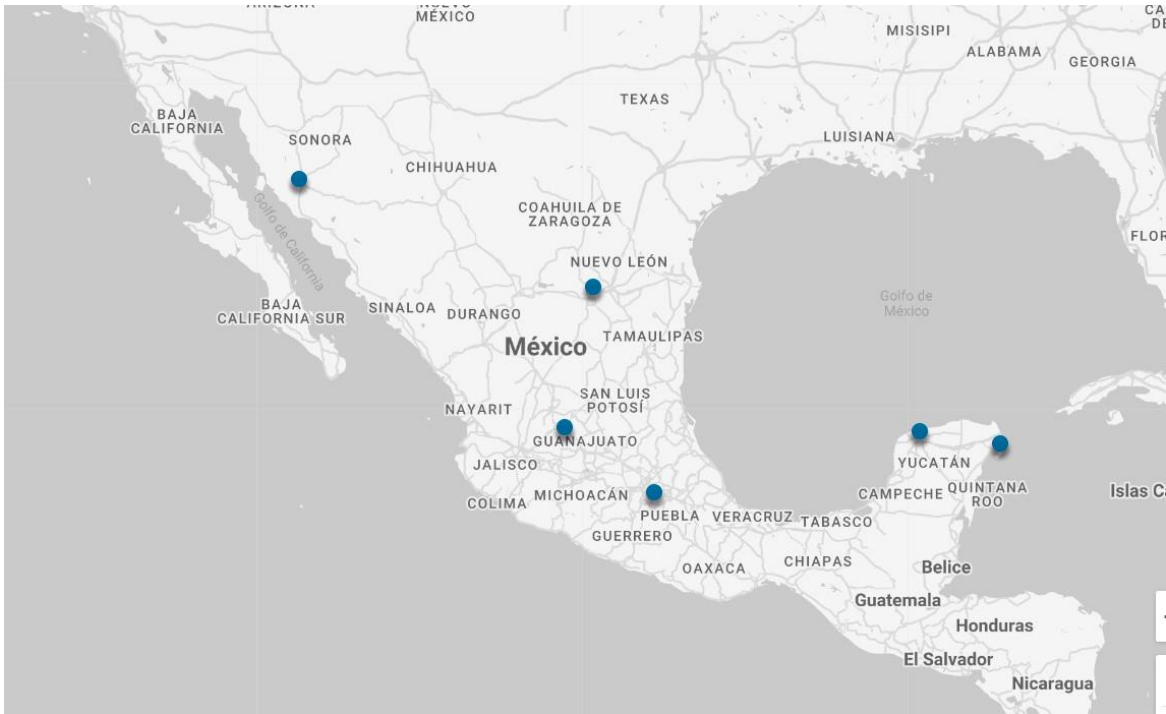 MÉXICO
MISISIPI
ALABAMA
GEORGIA
TEXAS
BAJA
CALIFORNIA
SONORA
LUISIANA
CHIHUAHUA
COAHUILA DE
ZARAGOZA
Golfo de California
NUEVO LEÓN
Golfo de
México
BAJA
CALIFORNIA SUR
SINALOA
DURANGO
TAMAULIPAS
México
SAN LUIS
POTOSÍ
NAYARIT
GUANAJUATO
JALISCO
YUCATÁN
COLIMA
MICHOACÁN
CAMPECHE
QUINTANA
ROO
PUEBLA
VERACRUZ
TABASCO
GUERRERO
CHIAPAS
OAXACA
Belice
Guatemala
Honduras
El Salvador
Nicaragua
Islas